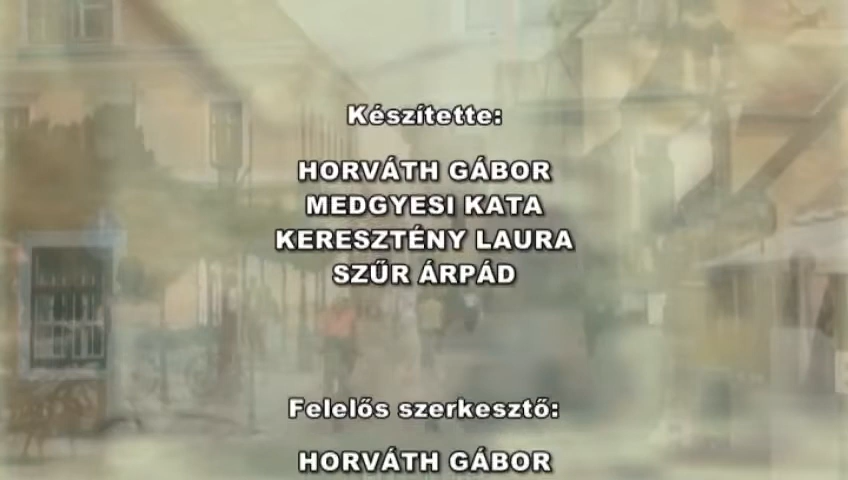 Készítette:
HORVÁTH GÁBOR
MEDGYESI KATA
KERESZTÉNY LAURA
SZŰR ÁRPÁD
Felelős szerkesztő:
HORVÁTH GÁBOR